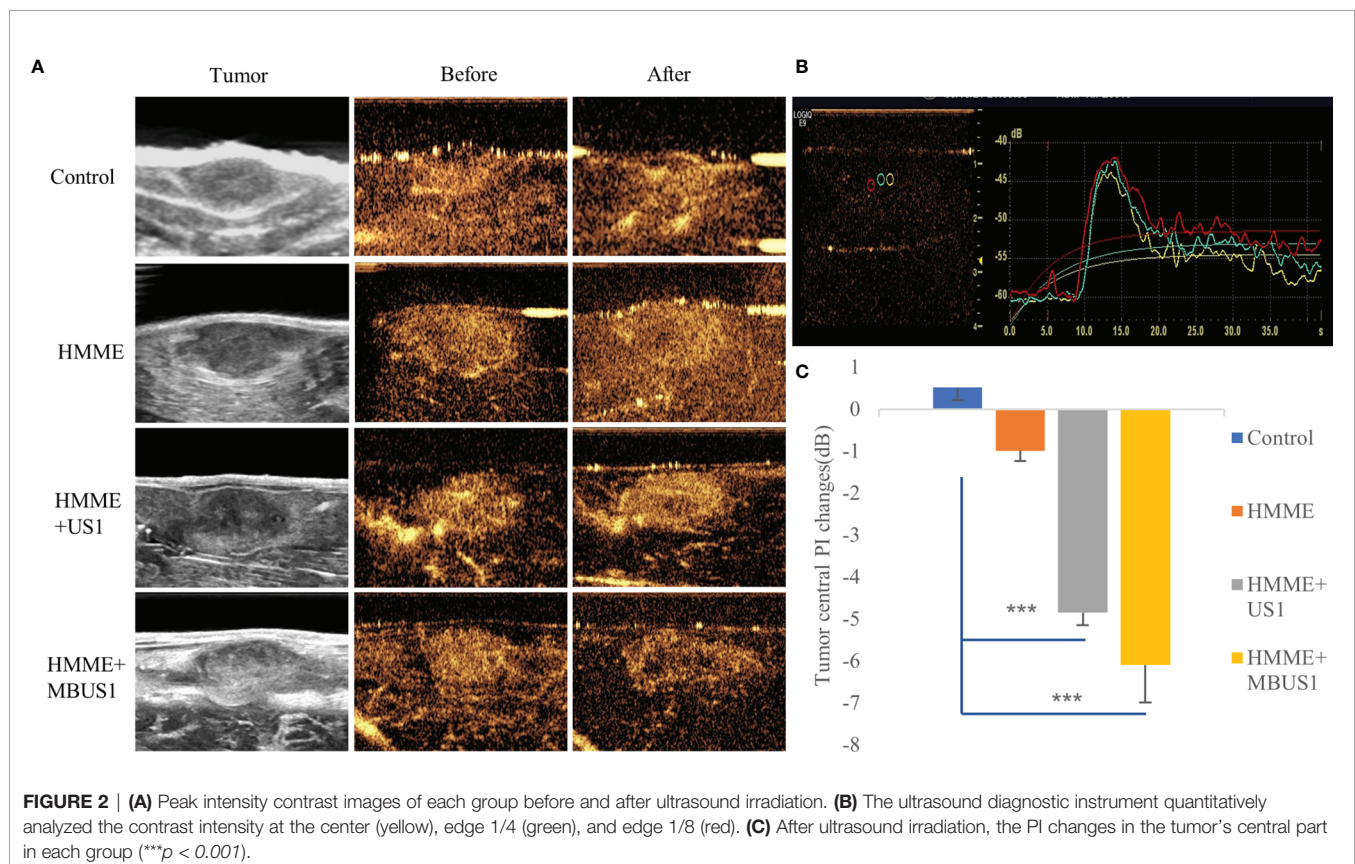 A
Tumor
Before
After
Control
HMME
HMME
+US1
HMME+
MBUS1
B
LOGIQ
E9
1
2
3
4
dB
-40
-45
-50
-55
-60
0.0 5.0 10.0 15.0 20.0 25.0 30.0 35.0 s
C
Tumor central PI changes(dB)
1
0
-1
-2
-3
-4
-5
-6
-7
-8
***
***
Control
HMME
HMME+
US1
HMME+
MBUS1
FIGURE 2 | (A) Peak intensity contrast images of each group before and after ultrasound irradiation. (B) The ultrasound diagnostic instrument quantitatively
analyzed the contrast intensity at the center (yellow), edge 1/4 (green), and edge 1/8 (red). (C) After ultrasound irradiation, the PI changes in the tumor's central part
in each group (***p < 0.001).